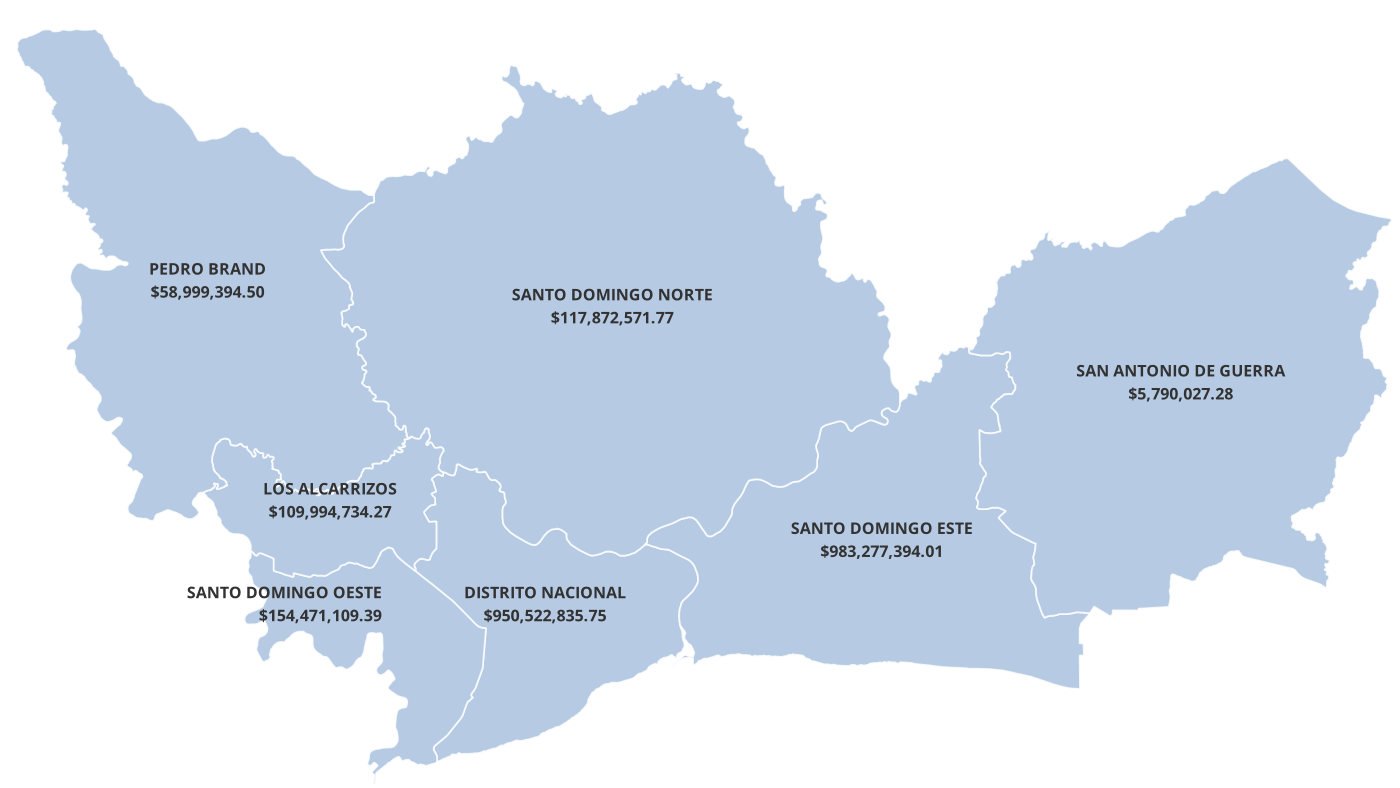 PEDRO BRAND
$58,999,394.50
SANTO DOMINGO NORTE
$117,872,571.77
SAN ANTONIO DE GUERRA
$5,790,027.28
LOS ALCARRIZOS
$109,994,734.27
SANTO DOMINGO ESTE
$983,277,394.01
SANTO DOMINGO OESTE
$154,471,109.39
DISTRITO NACIONAL
$950,522,835.75